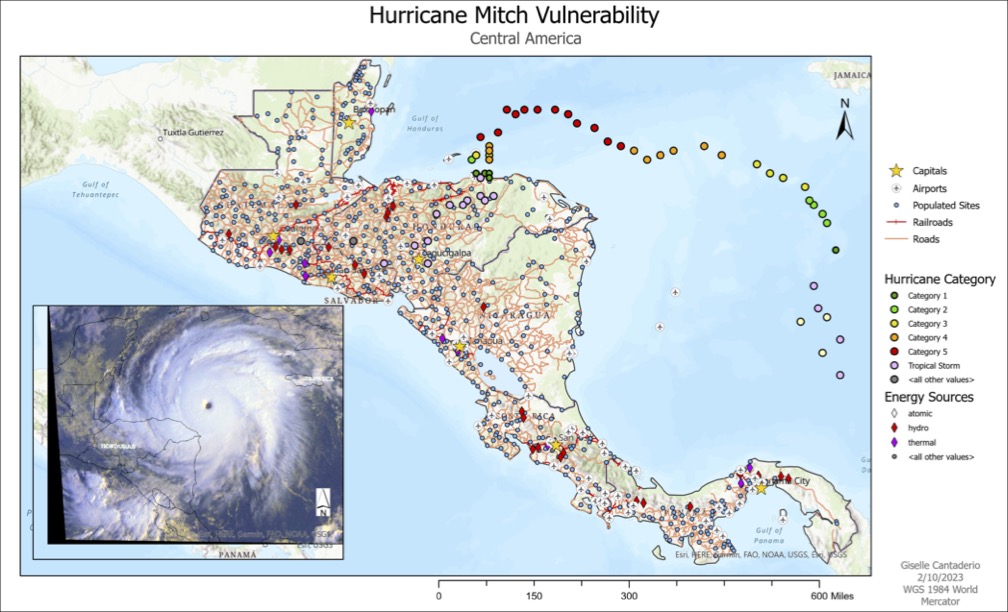 Hurricane Mitch Vulnerability
Central America
JAMAICA
Belmopan
Gulf of
Honduras
Tuxtla Gutierrez
N
Gulf of
Tehuantepec
HONDURAS
Tegucigalpa
SALVADOR
NICARAGUA
Managua
COSTA RICA
San José
Panama City
Gulf of
Panama
Esri, HERE, Garmin, FAO, NOAA, USGS, Esri, USGS
Capitals
Airports
Populated Sites
Railroads
Roads
Hurricane Category
Category 1
Category 2
Category 3
Category 4
Category 5
Tropical Storm
<all other values>
Energy Sources
atomic
hydro
thermal
<all other values>
HONDURAS
N
Esri, HERE, Garmin, FAO, NOAA, USGS
Esri, USGS
PANAMÁ
0 150 300 600 Miles
Giselle Cantaderio
2/10/2023
WGS 1984 World
Mercator